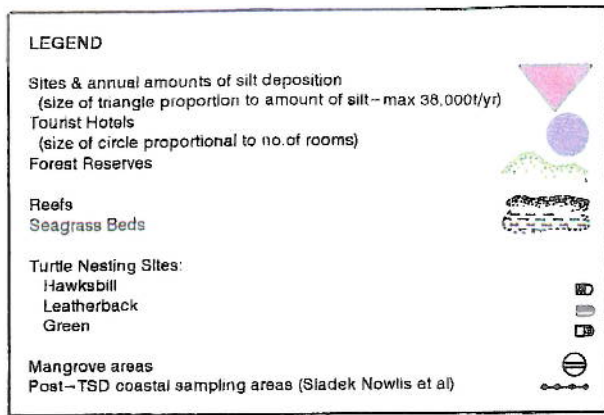 LEGEND
Sites & annual amounts of silt deposition
(size of triangle proportion to amount of silt-max 38,000t/yr)
Tourist Hotels
(size of circle proportional to no.of rooms)
Forest Reserves
Reefs
Seagrass Beds
Turtle Nesting Sites:
Hawksbill
Leatherback
Green
Mangrove areas
Post-TSD coastal sampling areas (Sladek Nowlis et al)